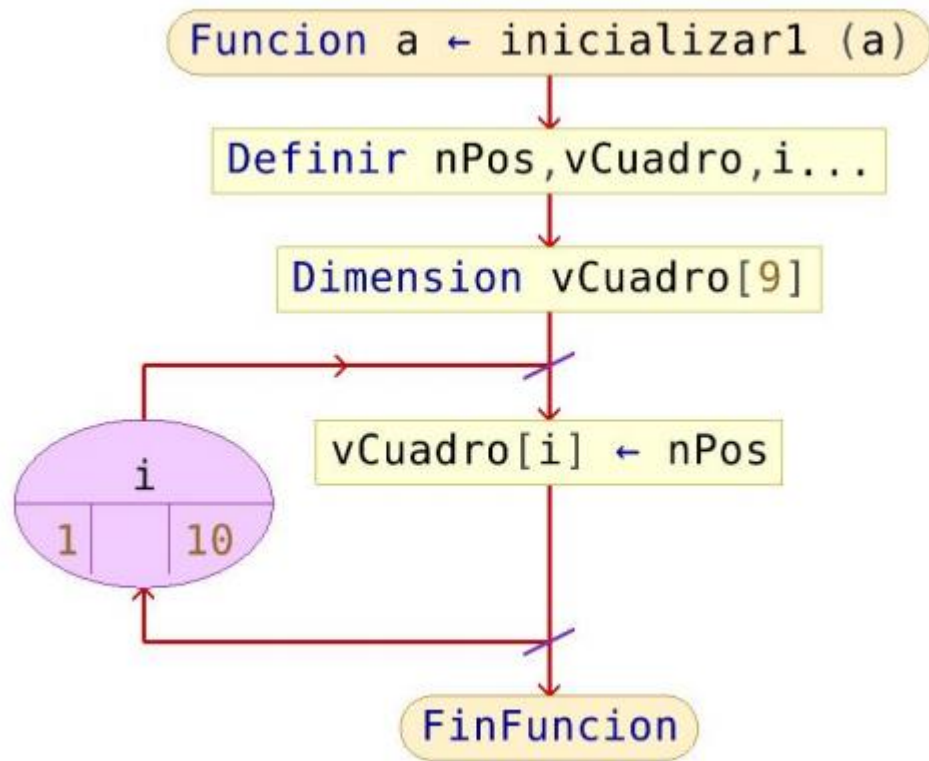 Funcion a ← inicializar1 (a)
Definir nPos,vCuadro,i...
Dimension vCuadro[9]
vCuadro[i] ← nPos
i
1 10
FinFuncion